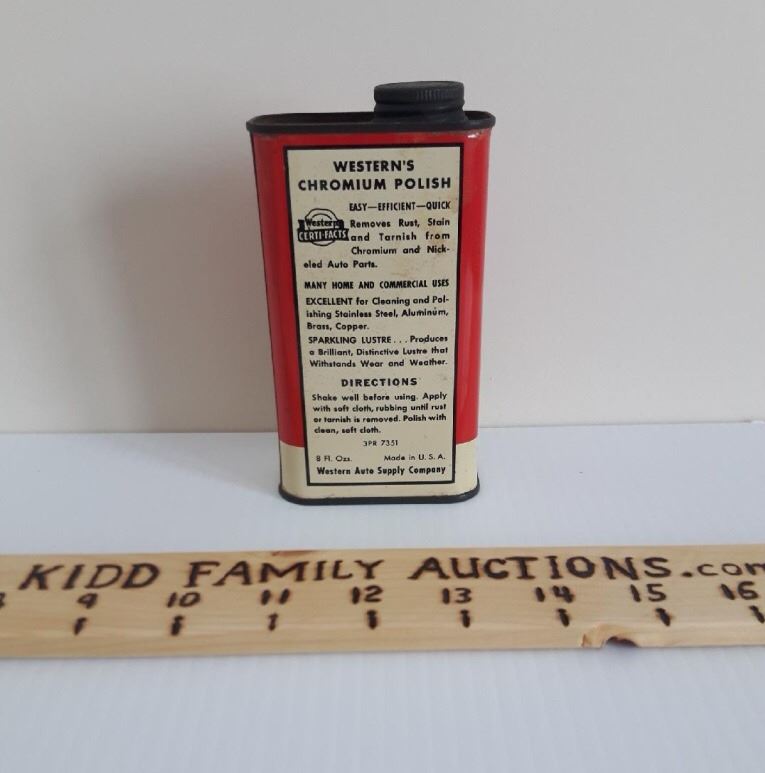 WESTERN'S
CHROMIUM POLISH
EASY—EFFICIENT—QUICK
Western
CERTI-FACTS
Removes Rust, Stain
and Tarnish from
Chromium and Nick-
eled Auto Parts.
MANY HOME AND COMMERCIAL USES
EXCELLENT for Cleaning and Pol-
ishing Stainless Steel, Aluminum,
Brass, Copper.
SPARKLING LUSTRE . . . Produces
a Brilliant, Distinctive Lustre that
Withstands Wear and Weather.
DIRECTIONS
Shake well before using. Apply
with soft cloth, rubbing until rust
or tarnish is removed. Polish with
clean, soft cloth.
3PR 7351
8 Fl. Ozs. Made in U. S. A.
Western Auto Supply Company
KIDD FAMILY AUCTIONS.com
9 10 11 12 13 14 15 16